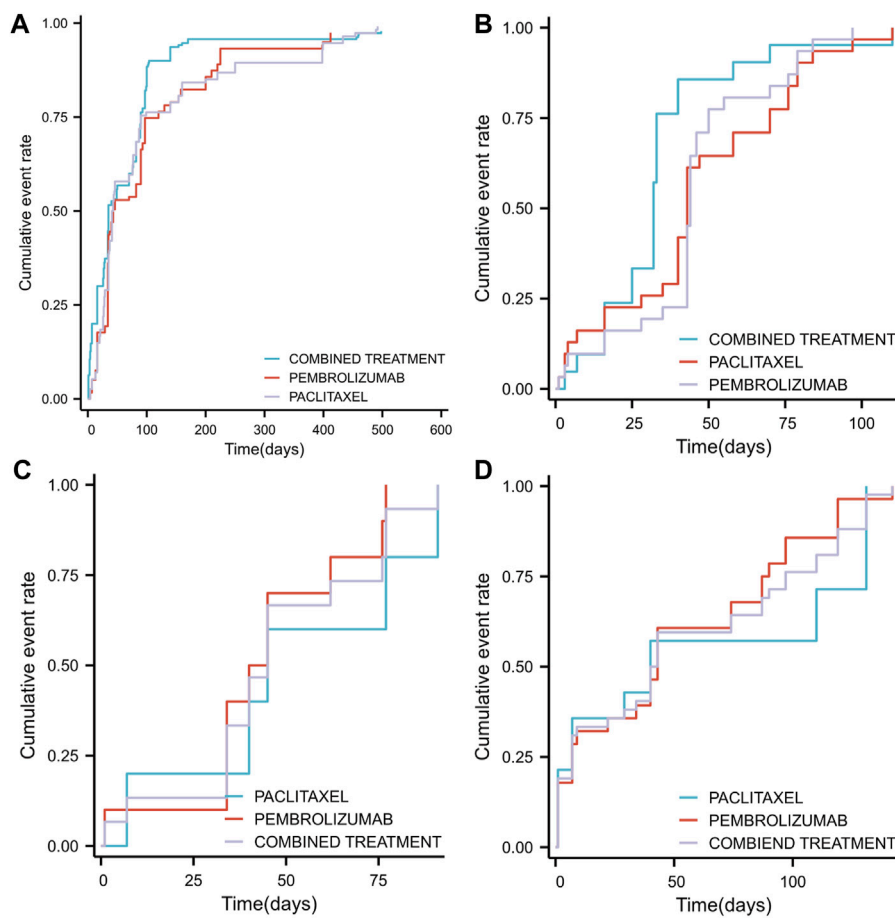 A
Cumulative event rate
1.00
0.75
0.50
0.25
0.00
COMBINED TREATMENT
PEMBROLIZUMAB
PACLITAXEL
0 100 200 300 400 500 600
Time(days)
B
Cumulative event rate
1.00
0.75
0.50
0.25
0.00
COMBINED TREATMENT
PACLITAXEL
PEMBROLIZUMAB
0 25 50 75 100
Time(days)
C
Cumulative event rate
1.00
0.75
0.50
0.25
0.00
PACLITAXEL
PEMBROLIZUMAB
COMBINED TREATMENT
0 50 75
Time(days)
D
Cumulative event rate
1.00
0.75
0.50
0.25
0.00
PACLITAXEL
PEMBROLIZUMAB
COMBIEND TREATMENT
0 50 100
Time(days)